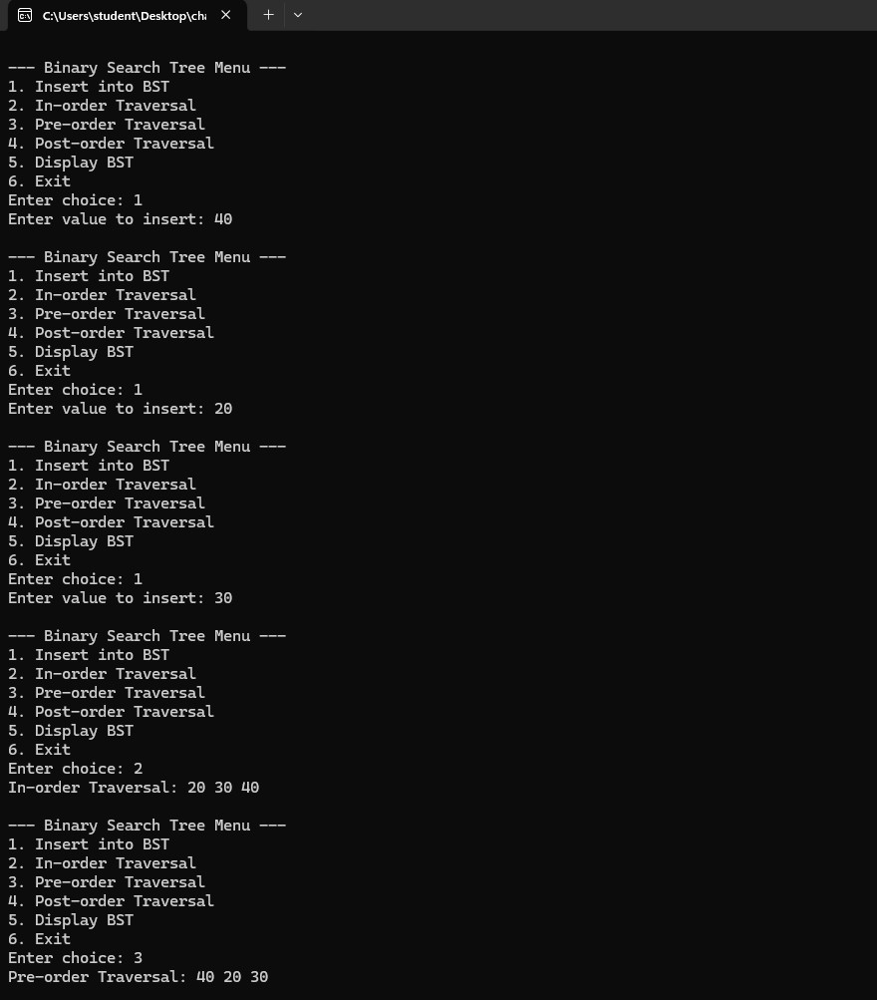 C:\Users\student\Desktop\cha
--- Binary Search Tree Menu ---
1. Insert into BST
2. In-order Traversal
3. Pre-order Traversal
4. Post-order Traversal
5. Display BST
6. Exit
Enter choice: 1
Enter value to insert: 40
--- Binary Search Tree Menu ---
1. Insert into BST
2. In-order Traversal
3. Pre-order Traversal
4. Post-order Traversal
5. Display BST
6. Exit
Enter choice: 1
Enter value to insert: 20
--- Binary Search Tree Menu ---
1. Insert into BST
2. In-order Traversal
3. Pre-order Traversal
4. Post-order Traversal
5. Display BST
6. Exit
Enter choice: 1
Enter value to insert: 30
--- Binary Search Tree Menu ---
1. Insert into BST
2. In-order Traversal
3. Pre-order Traversal
4. Post-order Traversal
5. Display BST
6. Exit
Enter choice: 2
In-order Traversal: 20 30 40
--- Binary Search Tree Menu ---
1. Insert into BST
2. In-order Traversal
3. Pre-order Traversal
4. Post-order Traversal
5. Display BST
6. Exit
Enter choice: 3
Pre-order Traversal: 40 20 30